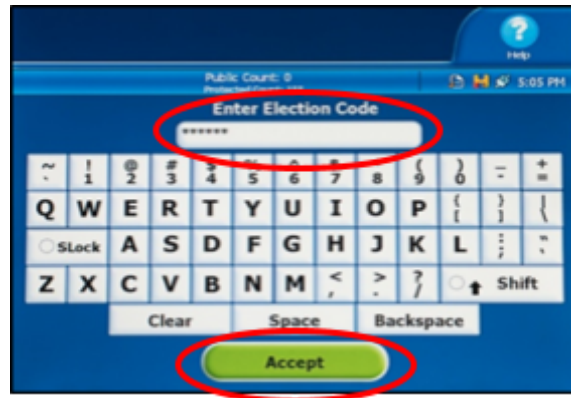 Help
Public Count: 0
5:05 PM
Enter Election Code
******
~ ` ! 1 @ 2 # 3 $ 4 % 5 ^ 6 7 8 ( 9 ) 0 _ - + =
Q W E R T Y U I O P { [ } ] | \
SLock A S D F G H J K L : ; " '
Z X C V B N M < , > . ? / Shift
Clear Space Backspace
Accept